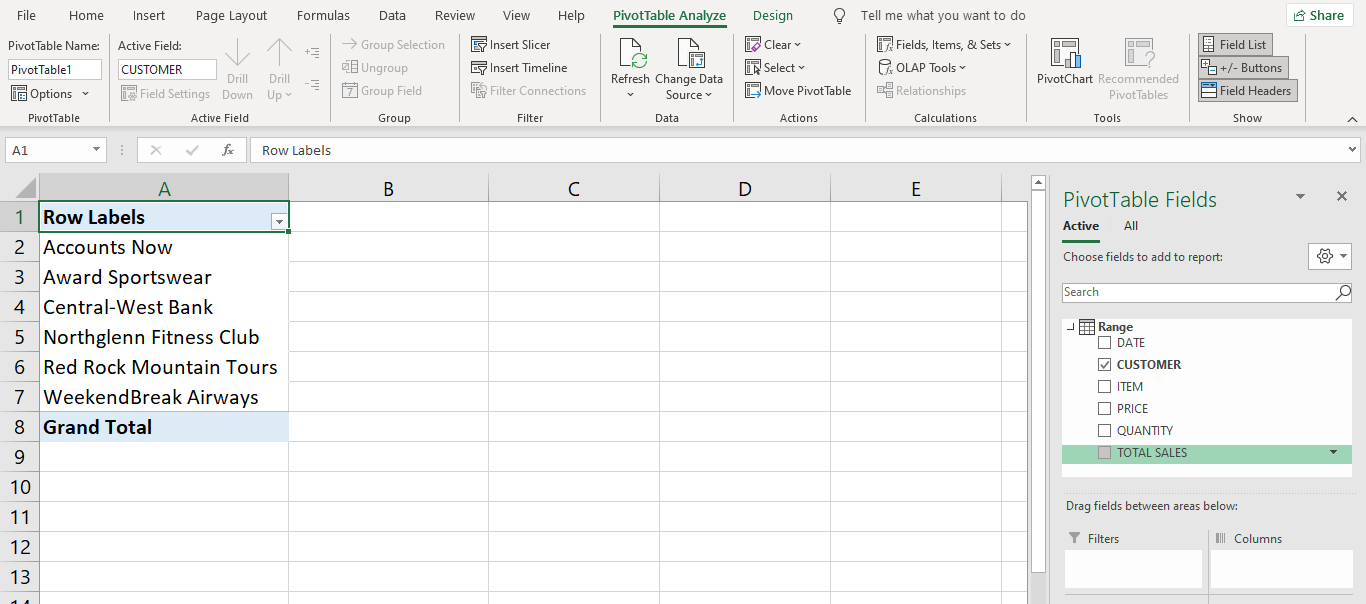 File Home Insert Page Layout Formulas Data Review View Help PivotTable Analyze Design Tell me what you want to do Share
PivotTable Name:
PivotTable1
Options
PivotTable
Active Field:
CUSTOMER
Field Settings
Drill Down
Drill Up
Active Field
Group Selection
Ungroup
Group Field
Group
Insert Slicer
Insert Timeline
Filter Connections
Filter
Refresh
Change Data
Source
Data
Clear
Select
Move PivotTable
Actions
Fields, Items, & Sets
OLAP Tools
Relationships
Calculations
PivotChart
Recommended
PivotTables
Tools
Field List
+/- Buttons
Field Headers
Show
A1 fx Row Labels
A B C D E
1 Row Labels
2 Accounts Now
3 Award Sportswear
4 Central-West Bank
5 Northglenn Fitness Club
6 Red Rock Mountain Tours
7 WeekendBreak Airways
8 Grand Total
9
10
11
12
13
PivotTable Fields
Active All
Choose fields to add to report:
Search
Range
DATE
CUSTOMER
ITEM
PRICE
QUANTITY
TOTAL SALES
Drag fields between areas below:
Filters Columns